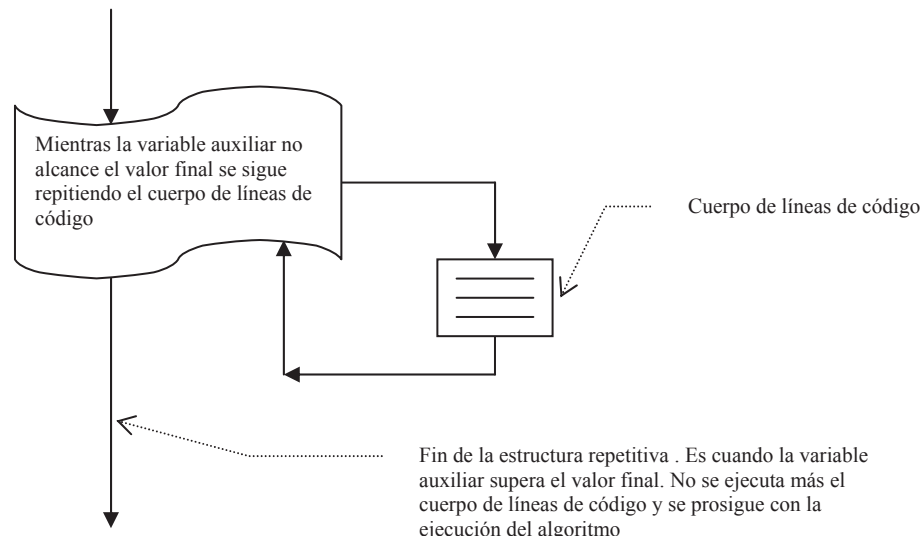 Mientras la variable auxiliar no
alcance el valor final se sigue
repitiendo el cuerpo de líneas de
código
Cuerpo de líneas de código
Fin de la estructura repetitiva . Es cuando la variable
auxiliar supera el valor final. No se ejecuta más el
cuerpo de líneas de código y se prosigue con la
ejecución del algoritmo